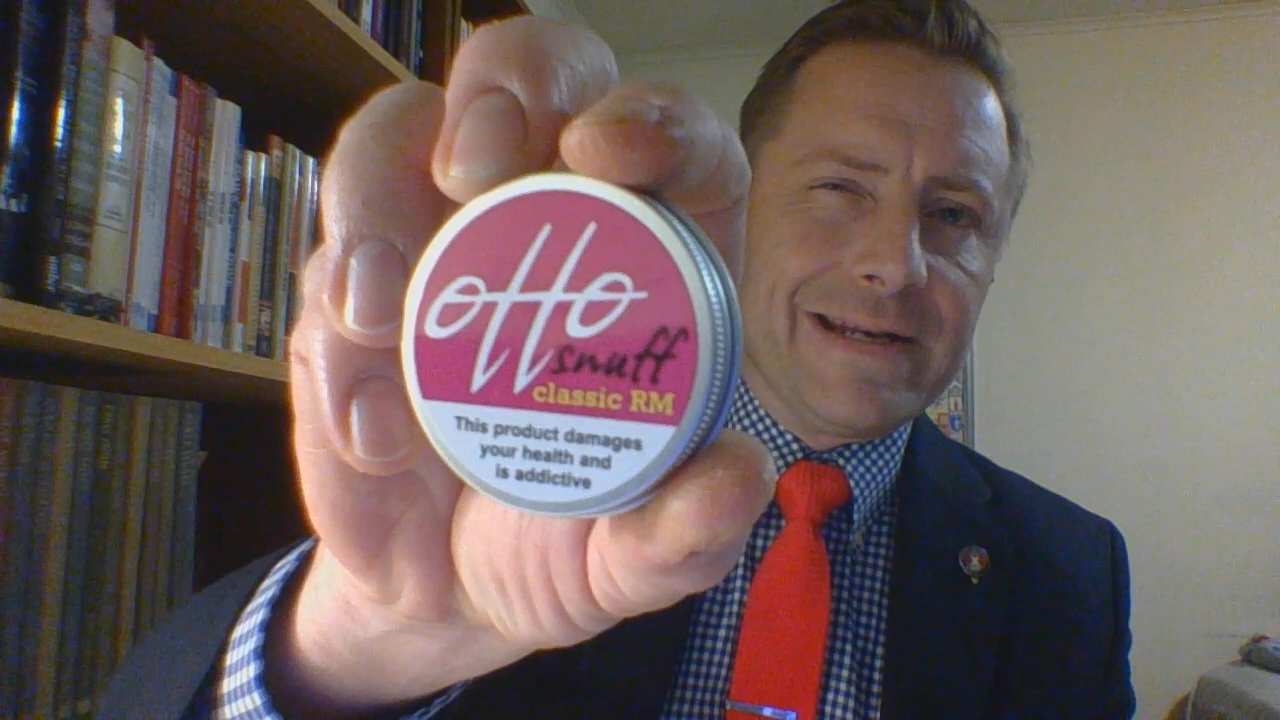 otto
snuff
classic RM
This product damages
your health and
is addictive